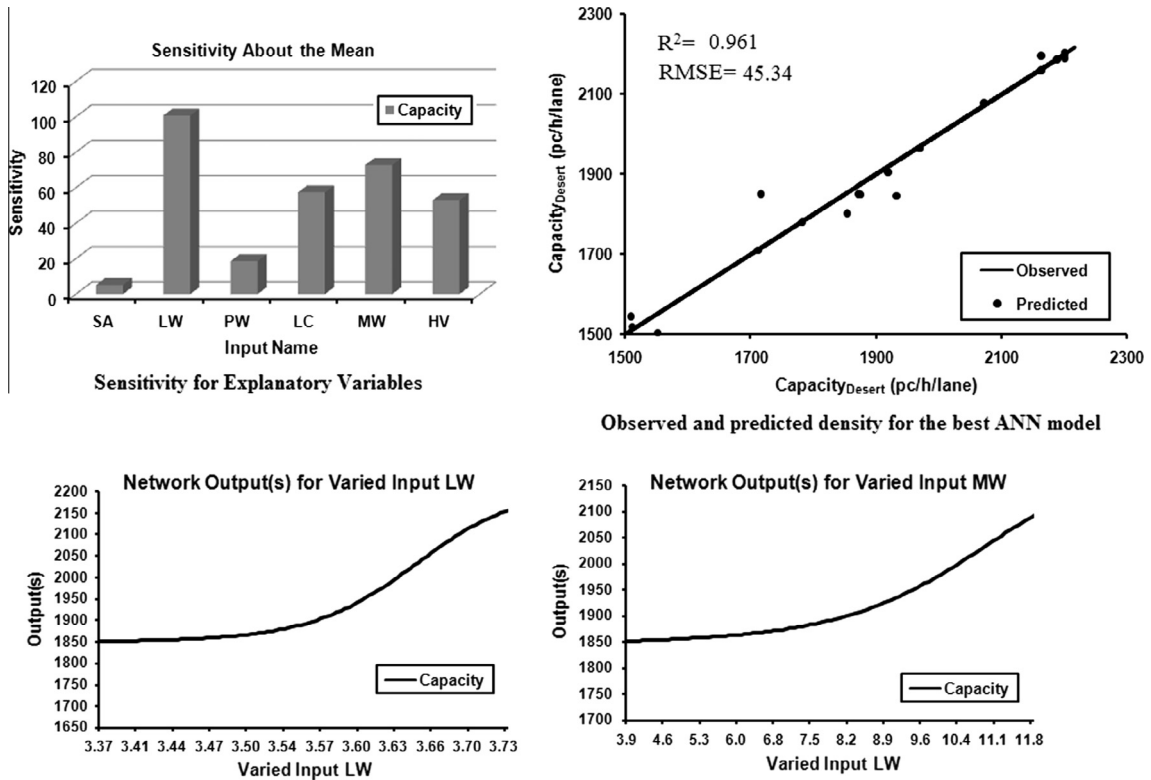 Sensitivity About the Mean
120
100
80
60
40
20
0
Sensitivity
Capacity
SA LW PW LC MW HV
Input Name
Sensitivity for Explanatory Variables
2300
2100
1900
1700
1500
Capacity_Desert (pc/h/lane)
R²= 0.961
RMSE= 45.34
Observed
Predicted
1500 1700 1900 2100 2300
Capacity_Desert (pc/h/lane)
Observed and predicted density for the best ANN model
Network Output(s) for Varied Input LW
2200
2150
2100
2050
2000
1950
1900
1850
1800
1750
1700
1650
Output(s)
Capacity
3.37 3.41 3.44 3.47 3.50 3.54 3.57 3.60 3.63 3.66 3.70 3.73
Varied Input LW
Network Output(s) for Varied Input MW
2150
2100
2050
2000
1950
1900
1850
1800
1750
1700
Output(s)
Capacity
3.9 4.6 5.3 6.0 6.8 7.5 8.2 8.9 9.6 10.4 11.1 11.8
Varied Input LW